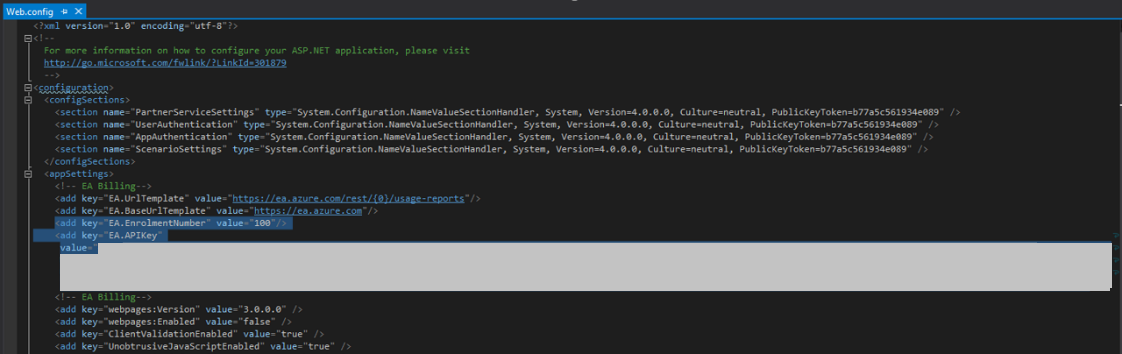 Web.config
<?xml version="1.0" encoding="utf-8"?>
<!--
For more information on how to configure your ASP.NET application, please visit
http://go.microsoft.com/fwlink/?LinkId=301879
-->
<configuration>
<configSections>
<section name="PartnerServiceSettings" type="System.Configuration.NameValueSectionHandler, System, Version=4.0.0.0, Culture=neutral, PublicKeyToken=b77a5c561934e089" />
<section name="UserAuthentication" type="System.Configuration.NameValueSectionHandler, System, Version=4.0.0.0, Culture=neutral, PublicKeyToken=b77a5c561934e089" />
<section name="AppAuthentication" type="System.Configuration.NameValueSectionHandler, System, Version=4.0.0.0, Culture=neutral, PublicKeyToken=b77a5c561934e089" />
<section name="ScenarioSettings" type="System.Configuration.NameValueSectionHandler, System, Version=4.0.0.0, Culture=neutral, PublicKeyToken=b77a5c561934e089" />
</configSections>
<appSettings>
<!-- EA Billing-->
<add key="EA.UrlTemplate" value="https://ea.azure.com/rest/{0}/usage-reports"/>
<add key="EA.BaseUrlTemplate" value="https://ea.azure.com"/>
<add key="EA.EnrolmentNumber" value="100"/>
<add key="EA.APIKey"
value="
<!-- EA Billing-->
<add key="webpages:Version" value="3.0.0.0" />
<add key="webpages:Enabled" value="false" />
<add key="ClientValidationEnabled" value="true" />
<add key="UnobtrusiveJavaScriptEnabled" value="true" />